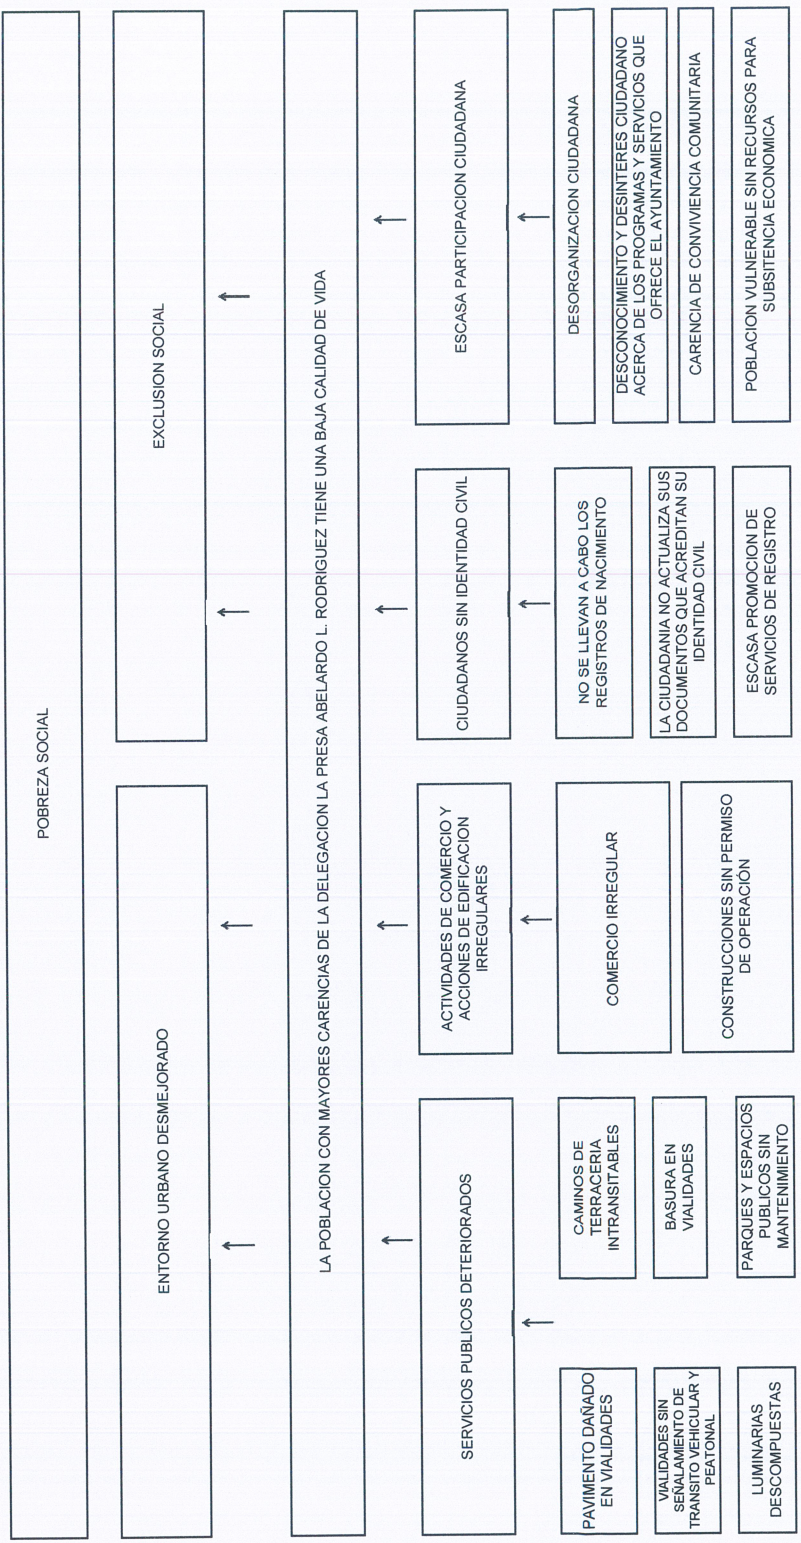 POBREZA SOCIAL
ENTORNO URBANO DESMEJORADO
EXCLUSION SOCIAL
LA POBLACION CON MAYORES CARENCIAS DE LA DELEGACION LA PRESA ABELARDO L. RODRIGUEZ TIENE UNA BAJA CALIDAD DE VIDA
SERVICIOS PUBLICOS DETERIORADOS
ACTIVIDADES DE COMERCIO Y
ACCIONES DE EDIFICACION
IRREGULARES
CIUDADANOS SIN IDENTIDAD CIVIL
ESCASA PARTICIPACION CIUDADANA
PAVIMENTO DAÑADO
EN VIALIDADES
VIALIDADES SIN
SEÑALAMIENTO DE
TRANSITO VEHICULAR Y
PEATONAL
LUMINARIAS
DESCOMPUESTAS
CAMINOS DE
TERRACERIA
INTRANSITABLES
BASURA EN
VIALIDADES
PARQUES Y ESPACIOS
PUBLICOS SIN
MANTENIMIENTO
COMERCIO IRREGULAR
CONSTRUCCIONES SIN PERMISO
DE OPERACIÓN
NO SE LLEVAN A CABO LOS
REGISTROS DE NACIMIENTO
LA CIUDADANIA NO ACTUALIZA SUS
DOCUMENTOS QUE ACREDITAN SU
IDENTIDAD CIVIL
ESCASA PROMOCION DE
SERVICIOS DE REGISTRO
DESORGANIZACION CIUDADANA
DESCONOCIMIENTO Y DESINTERES CIUDADANO
ACERCA DE LOS PROGRAMAS Y SERVICIOS QUE
OFRECE EL AYUNTAMIENTO
CARENCIA DE CONVIVIENCIA COMUNITARIA
POBLACION VULNERABLE SIN RECURSOS PARA
SUBSITENCIA ECONOMICA